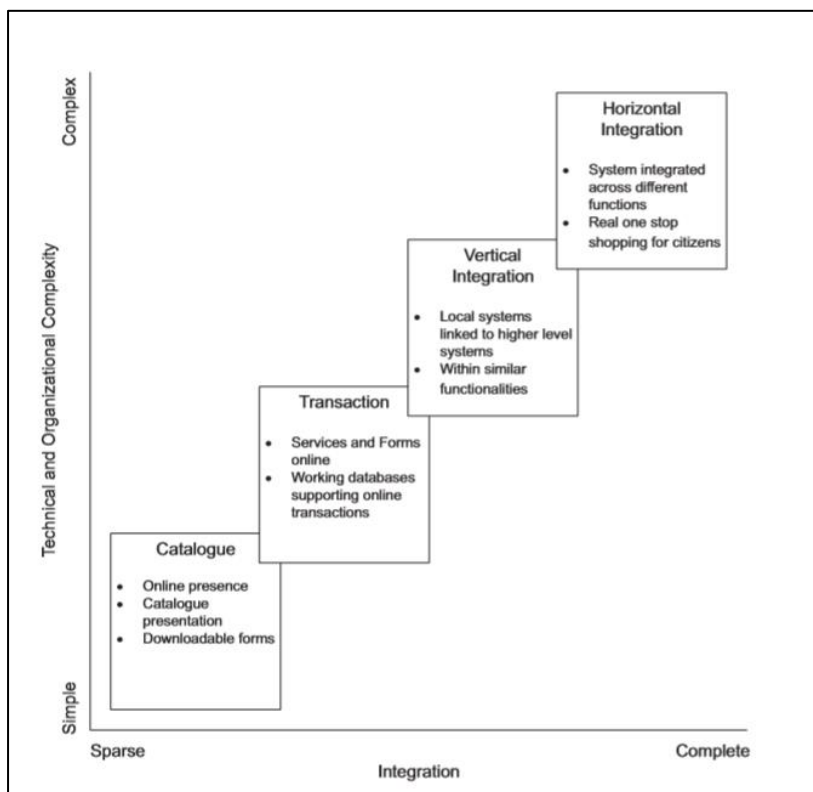 Technical and Organizational Complexity
Complex
Simple
Horizontal
Integration
• System integrated
across different
functions
• Real one stop
shopping for citizens
Vertical
Integration
• Local systems
linked to higher level
systems
• Within similar
functionalities
Transaction
• Services and Forms
online
• Working databases
supporting online
transactions
Catalogue
• Online presence
• Catalogue
presentation
• Downloadable forms
Sparse
Complete
Integration